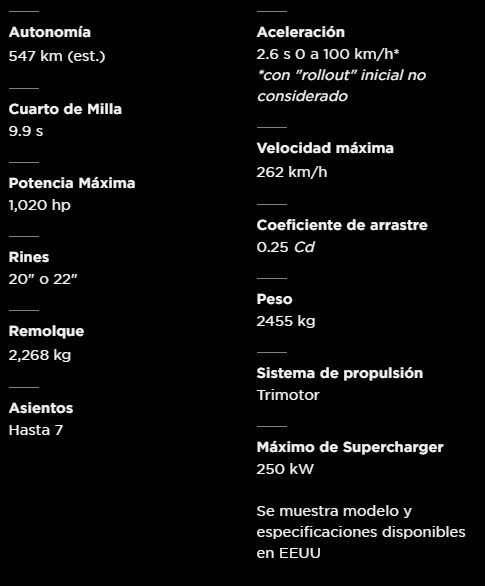 Autonomía
547 km (est.)
Cuarto de Milla
9.9 s
Potencia Máxima
1,020 hp
Rines
20" o 22"
Remolque
2,268 kg
Asientos
Hasta 7
Aceleración
2.6 s 0 a 100 km/h*
*con "rollout" inicial no
considerado
Velocidad máxima
262 km/h
Coeficiente de arrastre
0.25 Cd
Peso
2455 kg
Sistema de propulsión
Trimotor
Máximo de Supercharger
250 kW
Se muestra modelo y
especificaciones disponibles
en EEUU